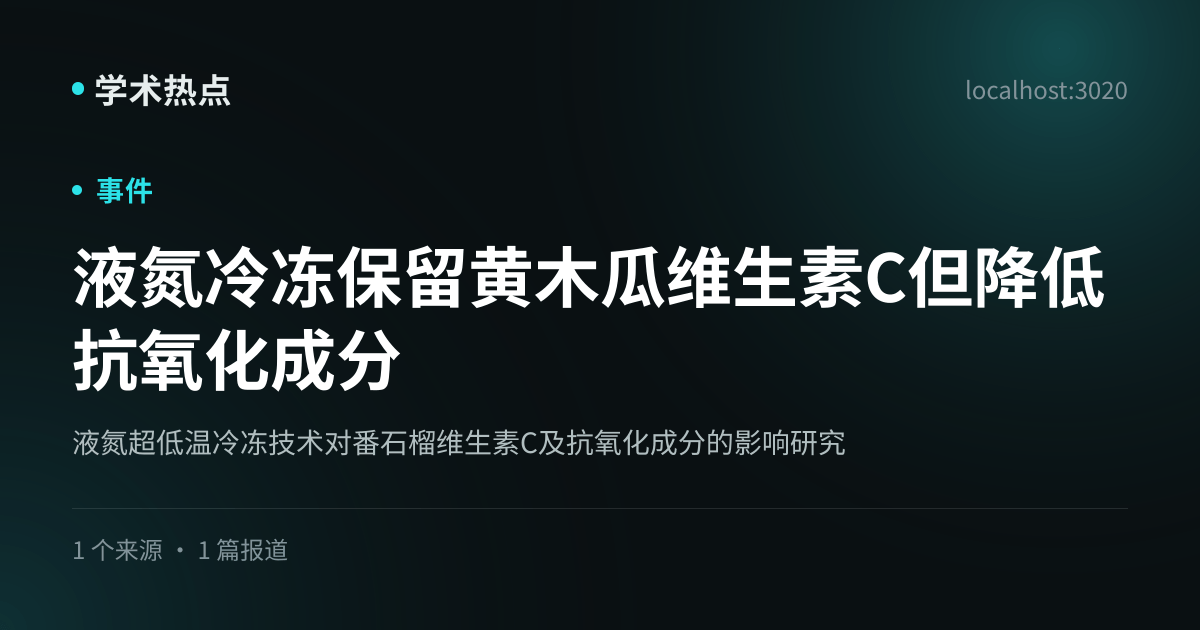 学术热点
localhost:3020
事件
液氮冷冻保留黄木瓜维生素C但降低
抗氧化成分
液氮超低温冷冻技术对番石榴维生素C及抗氧化成分的影响研究
1 个来源 · 1 篇报道